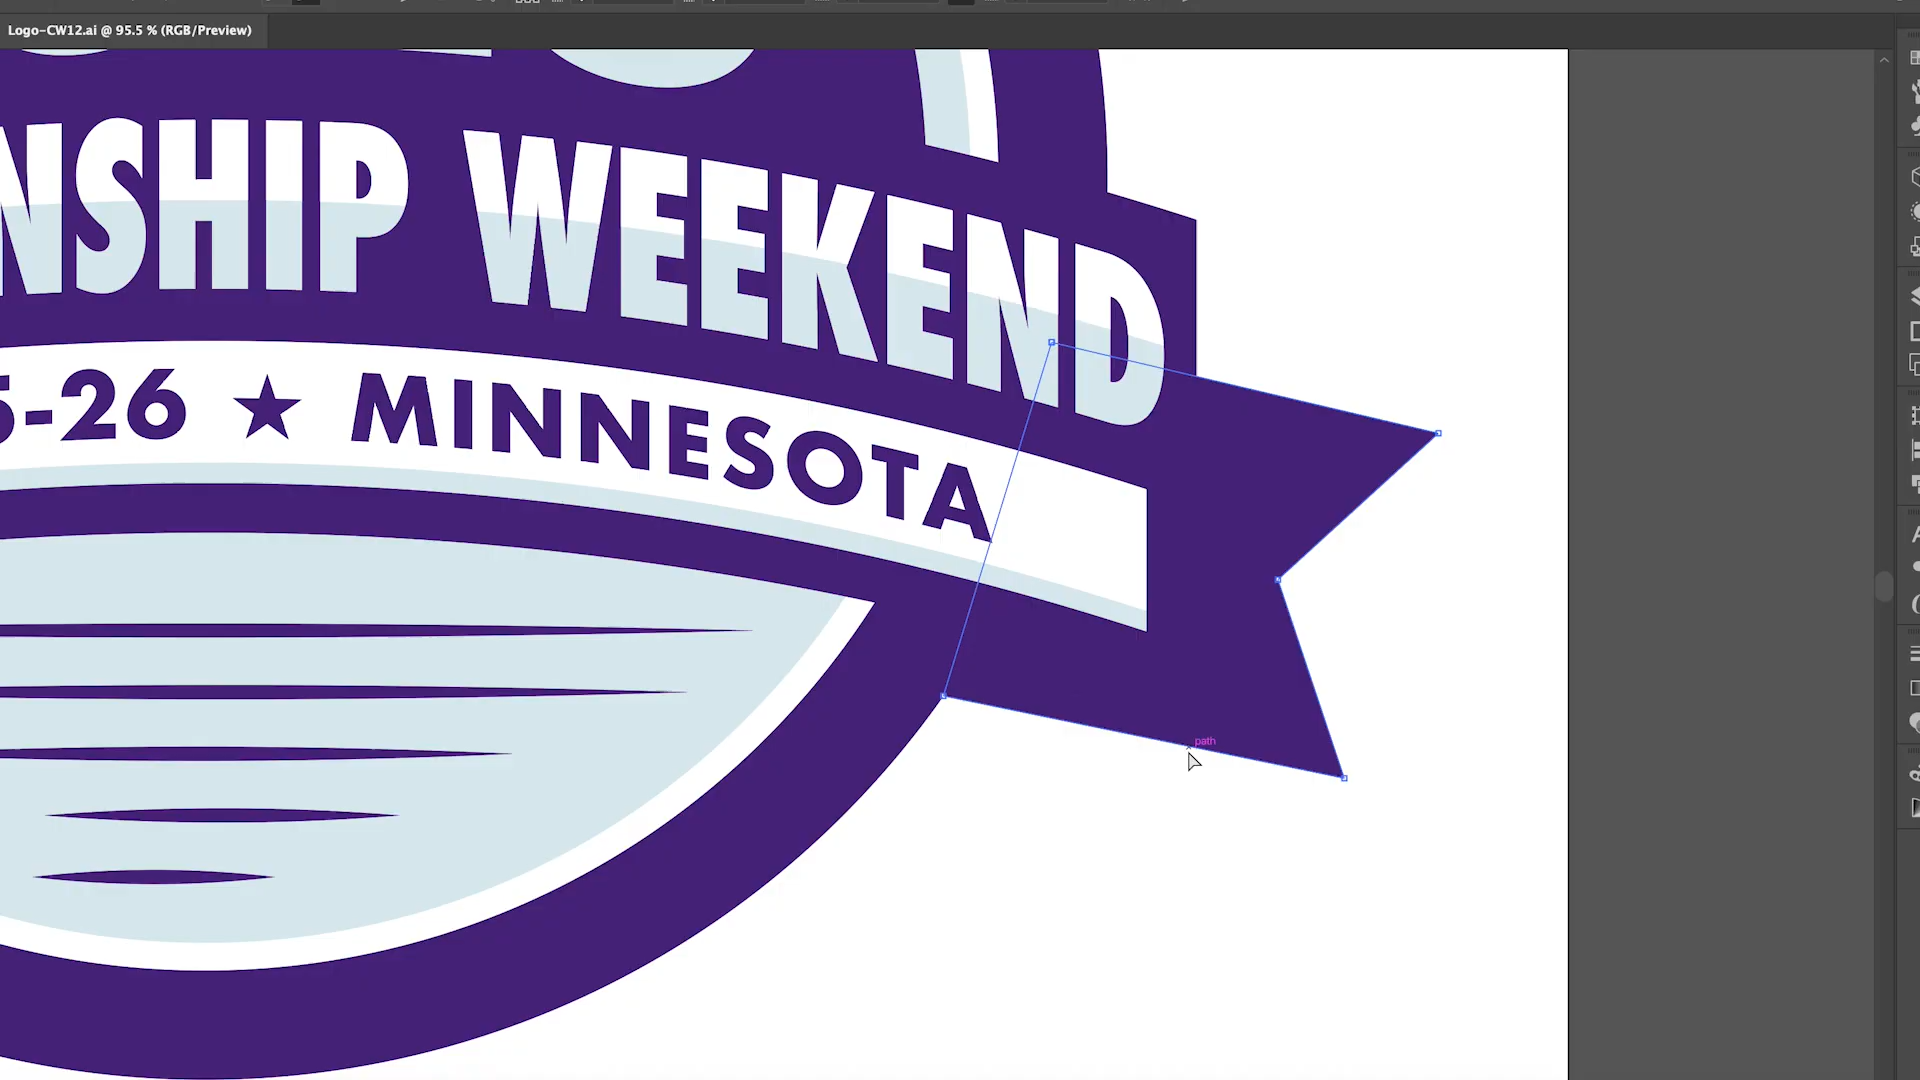 Logo-CW12.ai @ 95.5 % (RGB/Preview)
NSHIP WEEKEND
5-26 ★ MINNESOTA
path